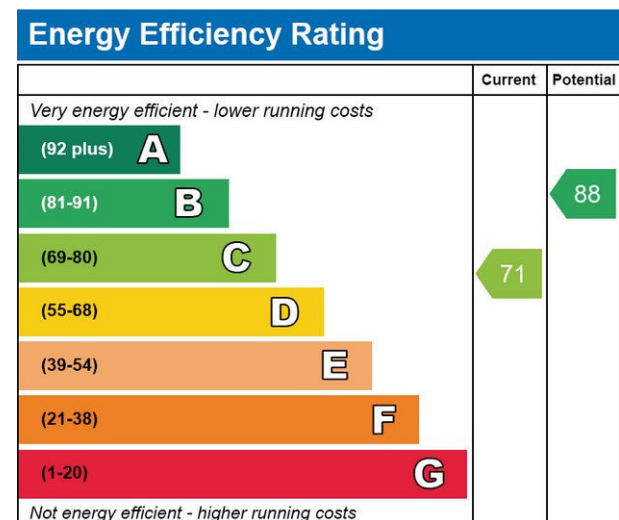 Energy Efficiency Rating
Current Potential
Very energy efficient - lower running costs
(92 plus) A
(81-91) B
88
(69-80) C
71
(55-68) D
(39-54) E
(21-38) F
(1-20) G
Not energy efficient - higher running costs